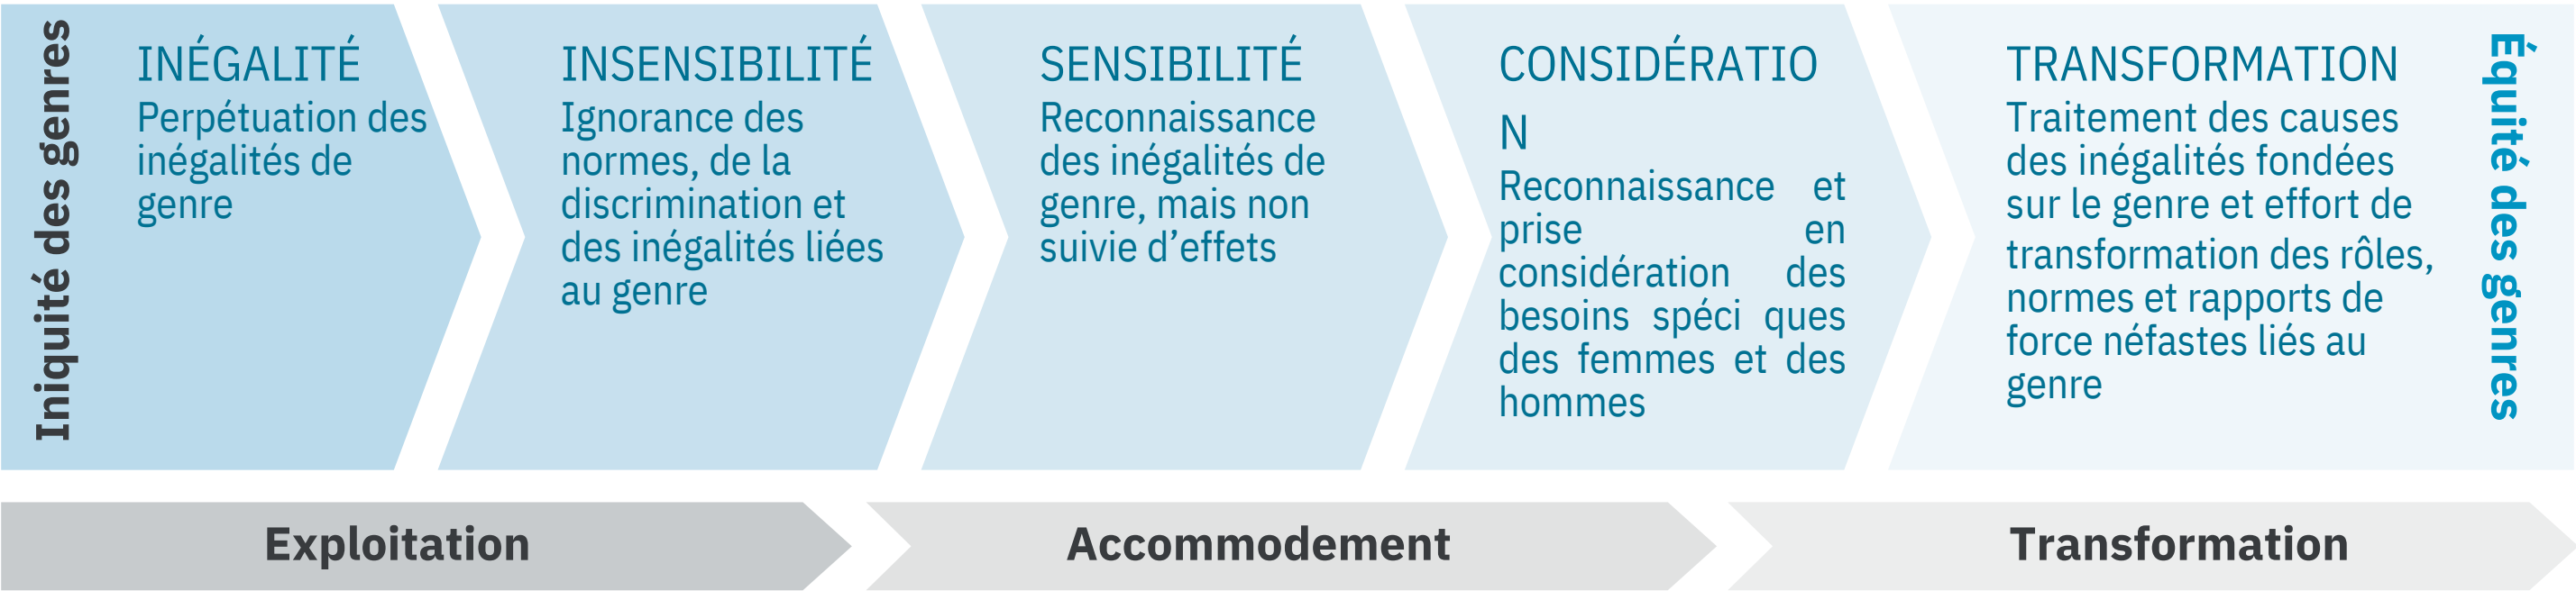 Iniquité des genres
INÉGALITÉ
Perpétuation des
inégalités de
genre
INSENSIBILITÉ
Ignorance des
normes, de la
discrimination et
des inégalités liées
au genre
SENSIBILITÉ
Reconnaissance
des inégalités de
genre, mais non
suivie d’effets
CONSIDÉRATIO
N
Reconnaissance et
prise en
considération des
besoins spéci ques
des femmes et des
hommes
TRANSFORMATION
Traitement des causes
des inégalités fondées
sur le genre et effort de
transformation des rôles,
normes et rapports de
force néfastes liés au
genre
Équité des genres
Exploitation
Accommodement
Transformation